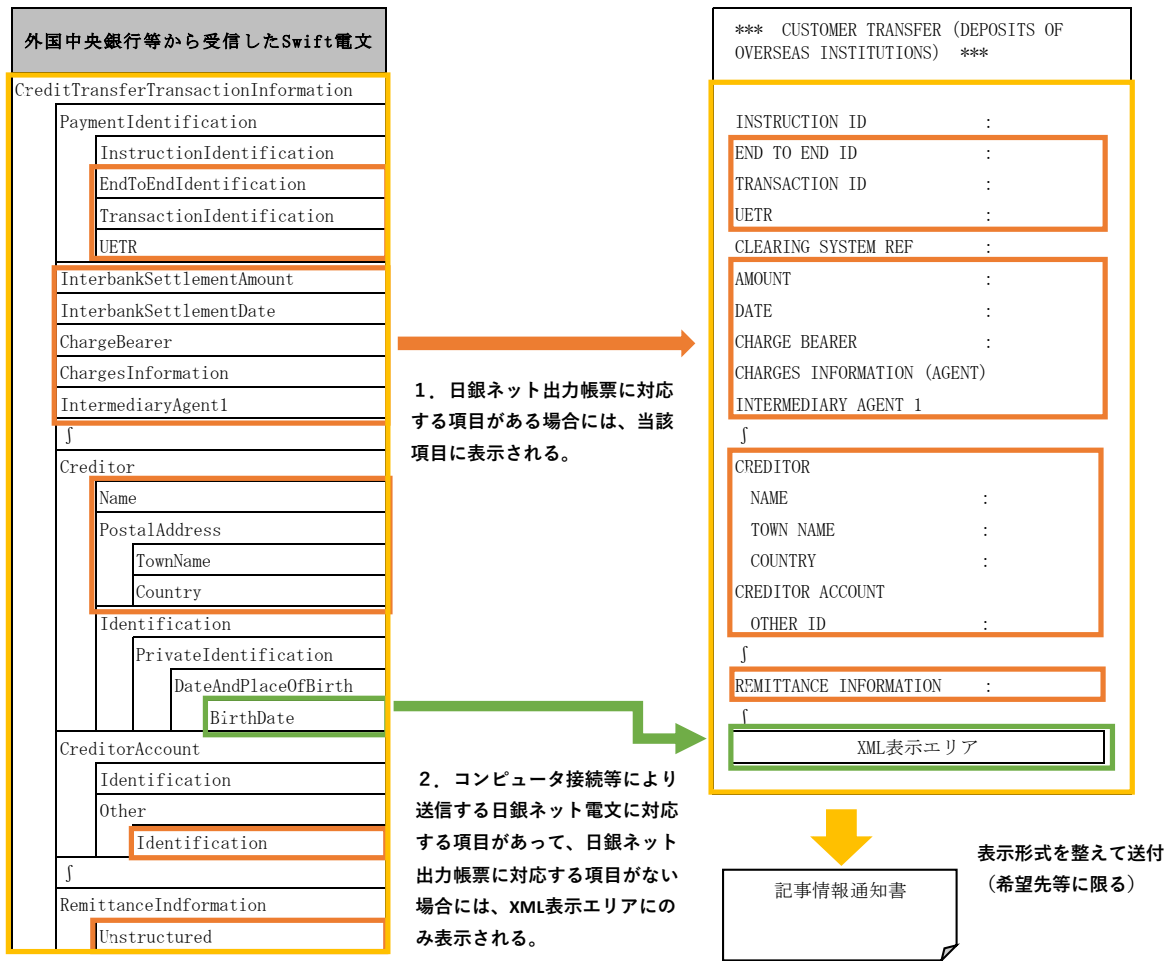 外国中央銀行等から受信したSwift電文
CreditTransferTransactionInformation
PaymentIdentification
InstructionIdentification
EndToEndIdentification
TransactionIdentification
UETR
InterbankSettlementAmount
InterbankSettlementDate
ChargeBearer
ChargesInformation
IntermediaryAgent1
∫
Creditor
Name
PostalAddress
TownName
Country
Identification
PrivateIdentification
DateAndPlaceOfBirth
BirthDate
CreditorAccount
Identification
Other
Identification
∫
RemittanceIndformation
Unstructured
1．日銀ネット出力帳票に対応
する項目がある場合には、当該
項目に表示される。
2．コンピュータ接続等により
送信する日銀ネット電文に対応
する項目があって、日銀ネット
出力帳票に対応する項目がない
場合には、XML表示エリアにの
み表示される。
*** CUSTOMER TRANSFER (DEPOSITS OF
OVERSEAS INSTITUTIONS) ***
INSTRUCTION ID :
END TO END ID :
TRANSACTION ID :
UETR :
CLEARING SYSTEM REF :
AMOUNT :
DATE :
CHARGE BEARER :
CHARGES INFORMATION (AGENT)
INTERMEDIARY AGENT 1
∫
CREDITOR
NAME :
TOWN NAME :
COUNTRY :
CREDITOR ACCOUNT
OTHER ID :
∫
REMITTANCE INFORMATION :
∫
XML表示エリア
表示形式を整えて送付
（希望先等に限る）
記事情報通知書